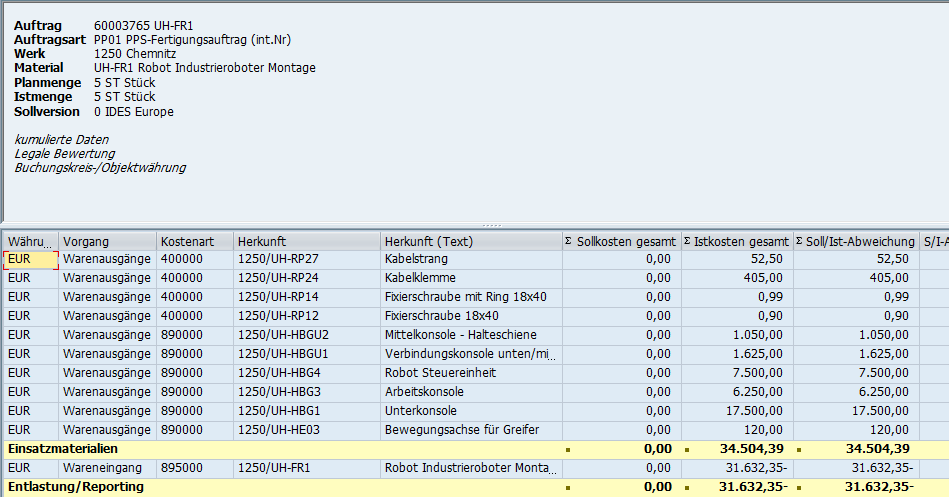 Auftrag 60003765 UH-FR1
Auftragsart PP01 PPS-Fertigungsauftrag (int.Nr)
Werk 1250 Chemnitz
Material UH-FR1 Robot Industrieroboter Montage
Planmenge 5 ST Stück
Istmenge 5 ST Stück
Sollversion 0 IDES Europe
kumulierte Daten
Legale Bewertung
Buchungskreis-/Objektwährung
Währu... Vorgang Kostenart Herkunft Herkunft (Text) Σ Sollkosten gesamt Σ Istkosten gesamt Σ Soll/Ist-Abweichung S/I-A
EUR Warenausgänge 400000 1250/UH-RP27 Kabelstrang 0,00 52,50 52,50
EUR Warenausgänge 400000 1250/UH-RP24 Kabelklemme 0,00 405,00 405,00
EUR Warenausgänge 400000 1250/UH-RP14 Fixierschraube mit Ring 18x40 0,00 0,99 0,99
EUR Warenausgänge 400000 1250/UH-RP12 Fixierschraube 18x40 0,00 0,90 0,90
EUR Warenausgänge 890000 1250/UH-HBGU2 Mittelkonsole - Halteschiene 0,00 1.050,00 1.050,00
EUR Warenausgänge 890000 1250/UH-HBGU1 Verbindungskonsole unten/mi... 0,00 1.625,00 1.625,00
EUR Warenausgänge 890000 1250/UH-HBG4 Robot Steuereinheit 0,00 7.500,00 7.500,00
EUR Warenausgänge 890000 1250/UH-HBG3 Arbeitskonsole 0,00 6.250,00 6.250,00
EUR Warenausgänge 890000 1250/UH-HBG1 Unterkonsole 0,00 17.500,00 17.500,00
EUR Warenausgänge 890000 1250/UH-HE03 Bewegungsachse für Greifer 0,00 120,00 120,00
Einsatzmaterialien 0,00 34.504,39 34.504,39
EUR Wareneingang 895000 1250/UH-FR1 Robot Industrieroboter Monta... 0,00 31.632,35- 31.632,35-
Entlastung/Reporting 0,00 31.632,35- 31.632,35-